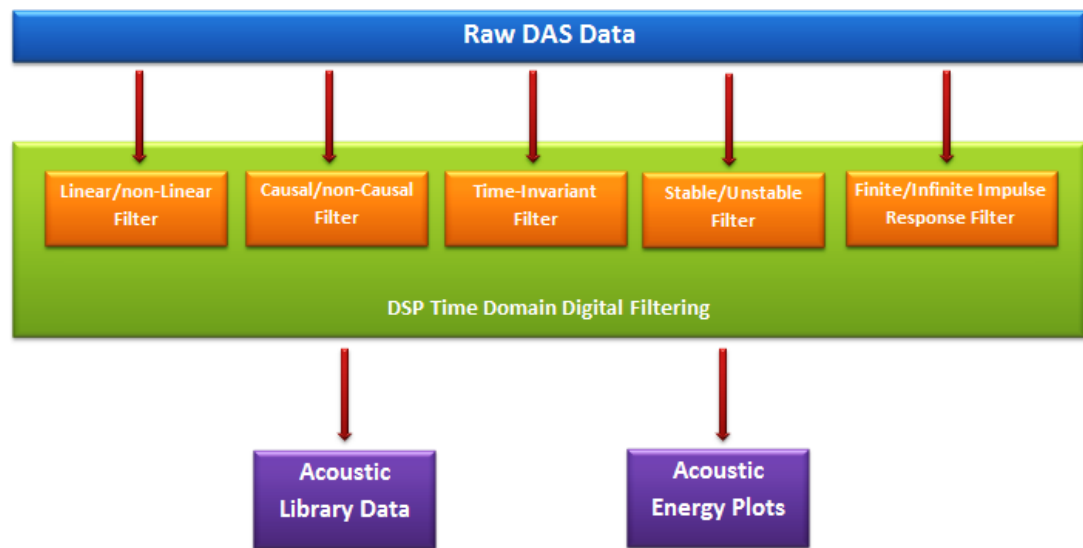 Raw DAS Data
Linear/non-Linear
Filter
Causal/non-Causal
Filter
Time-Invariant
Filter
Stable/Unstable
Filter
Finite/Infinite Impulse
Response Filter
DSP Time Domain Digital Filtering
Acoustic
Library Data
Acoustic
Energy Plots